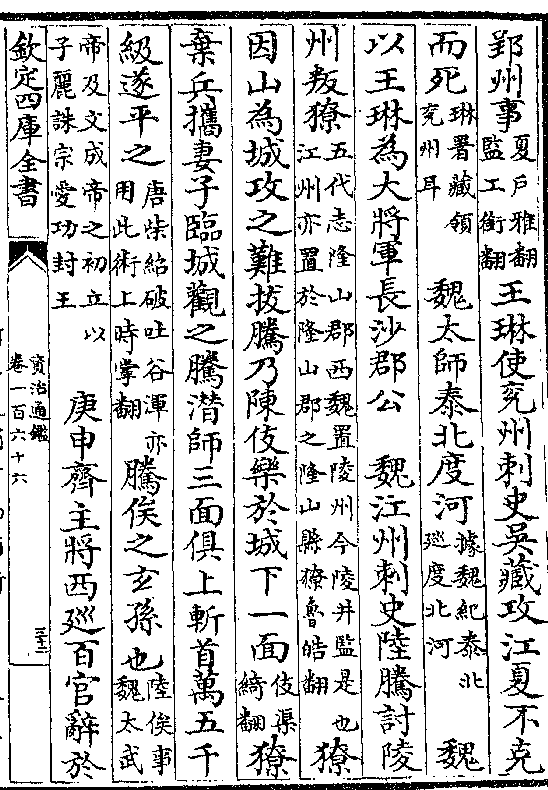 郢州事夏戶雅翻監工銜翻王琳使兗州刺史吳藏攻江夏不克
而死琳署藏領兗州耳 魏太師泰北度河據魏紀泰北廵度北河 魏
以王琳為大將軍長沙郡公 魏江州刺史陸騰討陵
州叛獠五代志隆山郡西魏置陵州今陵井監是也江州亦置於隆山郡之隆山縣獠魯皓翻獠
因山為城攻之難拔騰乃陳伎樂於城下一面伎渠綺翻獠
棄兵攜妻子臨城觀之騰潛師三面俱上斬首萬五千
級遂平之唐柴紹破吐谷渾亦用此術上時掌翻騰俟之玄孫也陸俟事魏太武
帝及文成帝之初立以子麗誅宗愛功封王 庚申齊主將西廵百官辭於
欽定四庫全書
資治通鑑
卷一百六十六